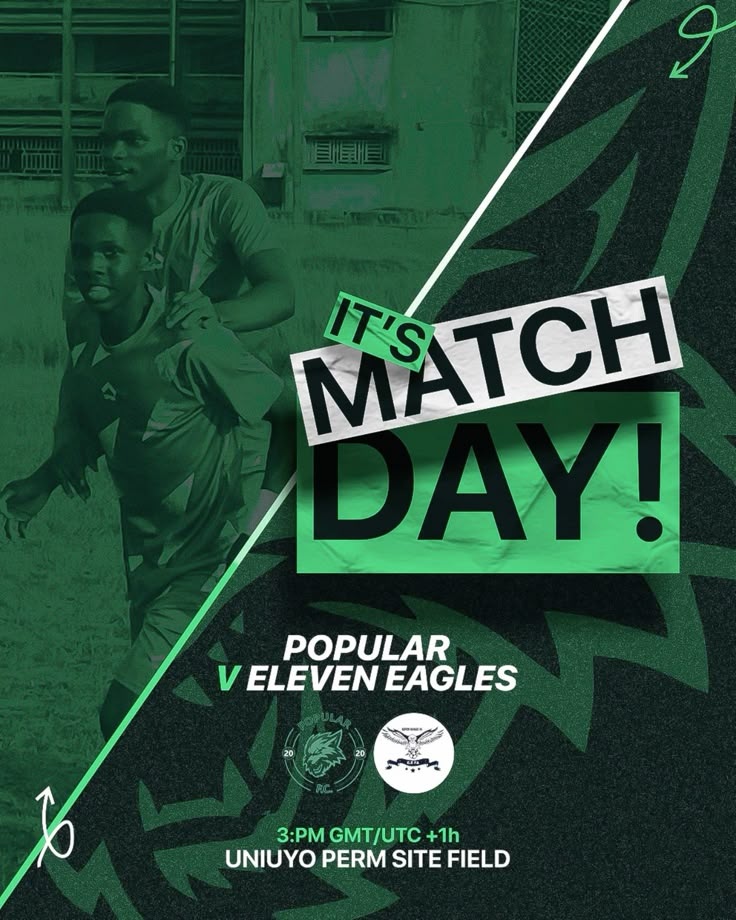 IT'S
MATCH
DAY!
POPULAR
V ELEVEN EAGLES
POPULAR
20 20
F.C.
3:PM GMT/UTC +1h
UNIUYO PERM SITE FIELD